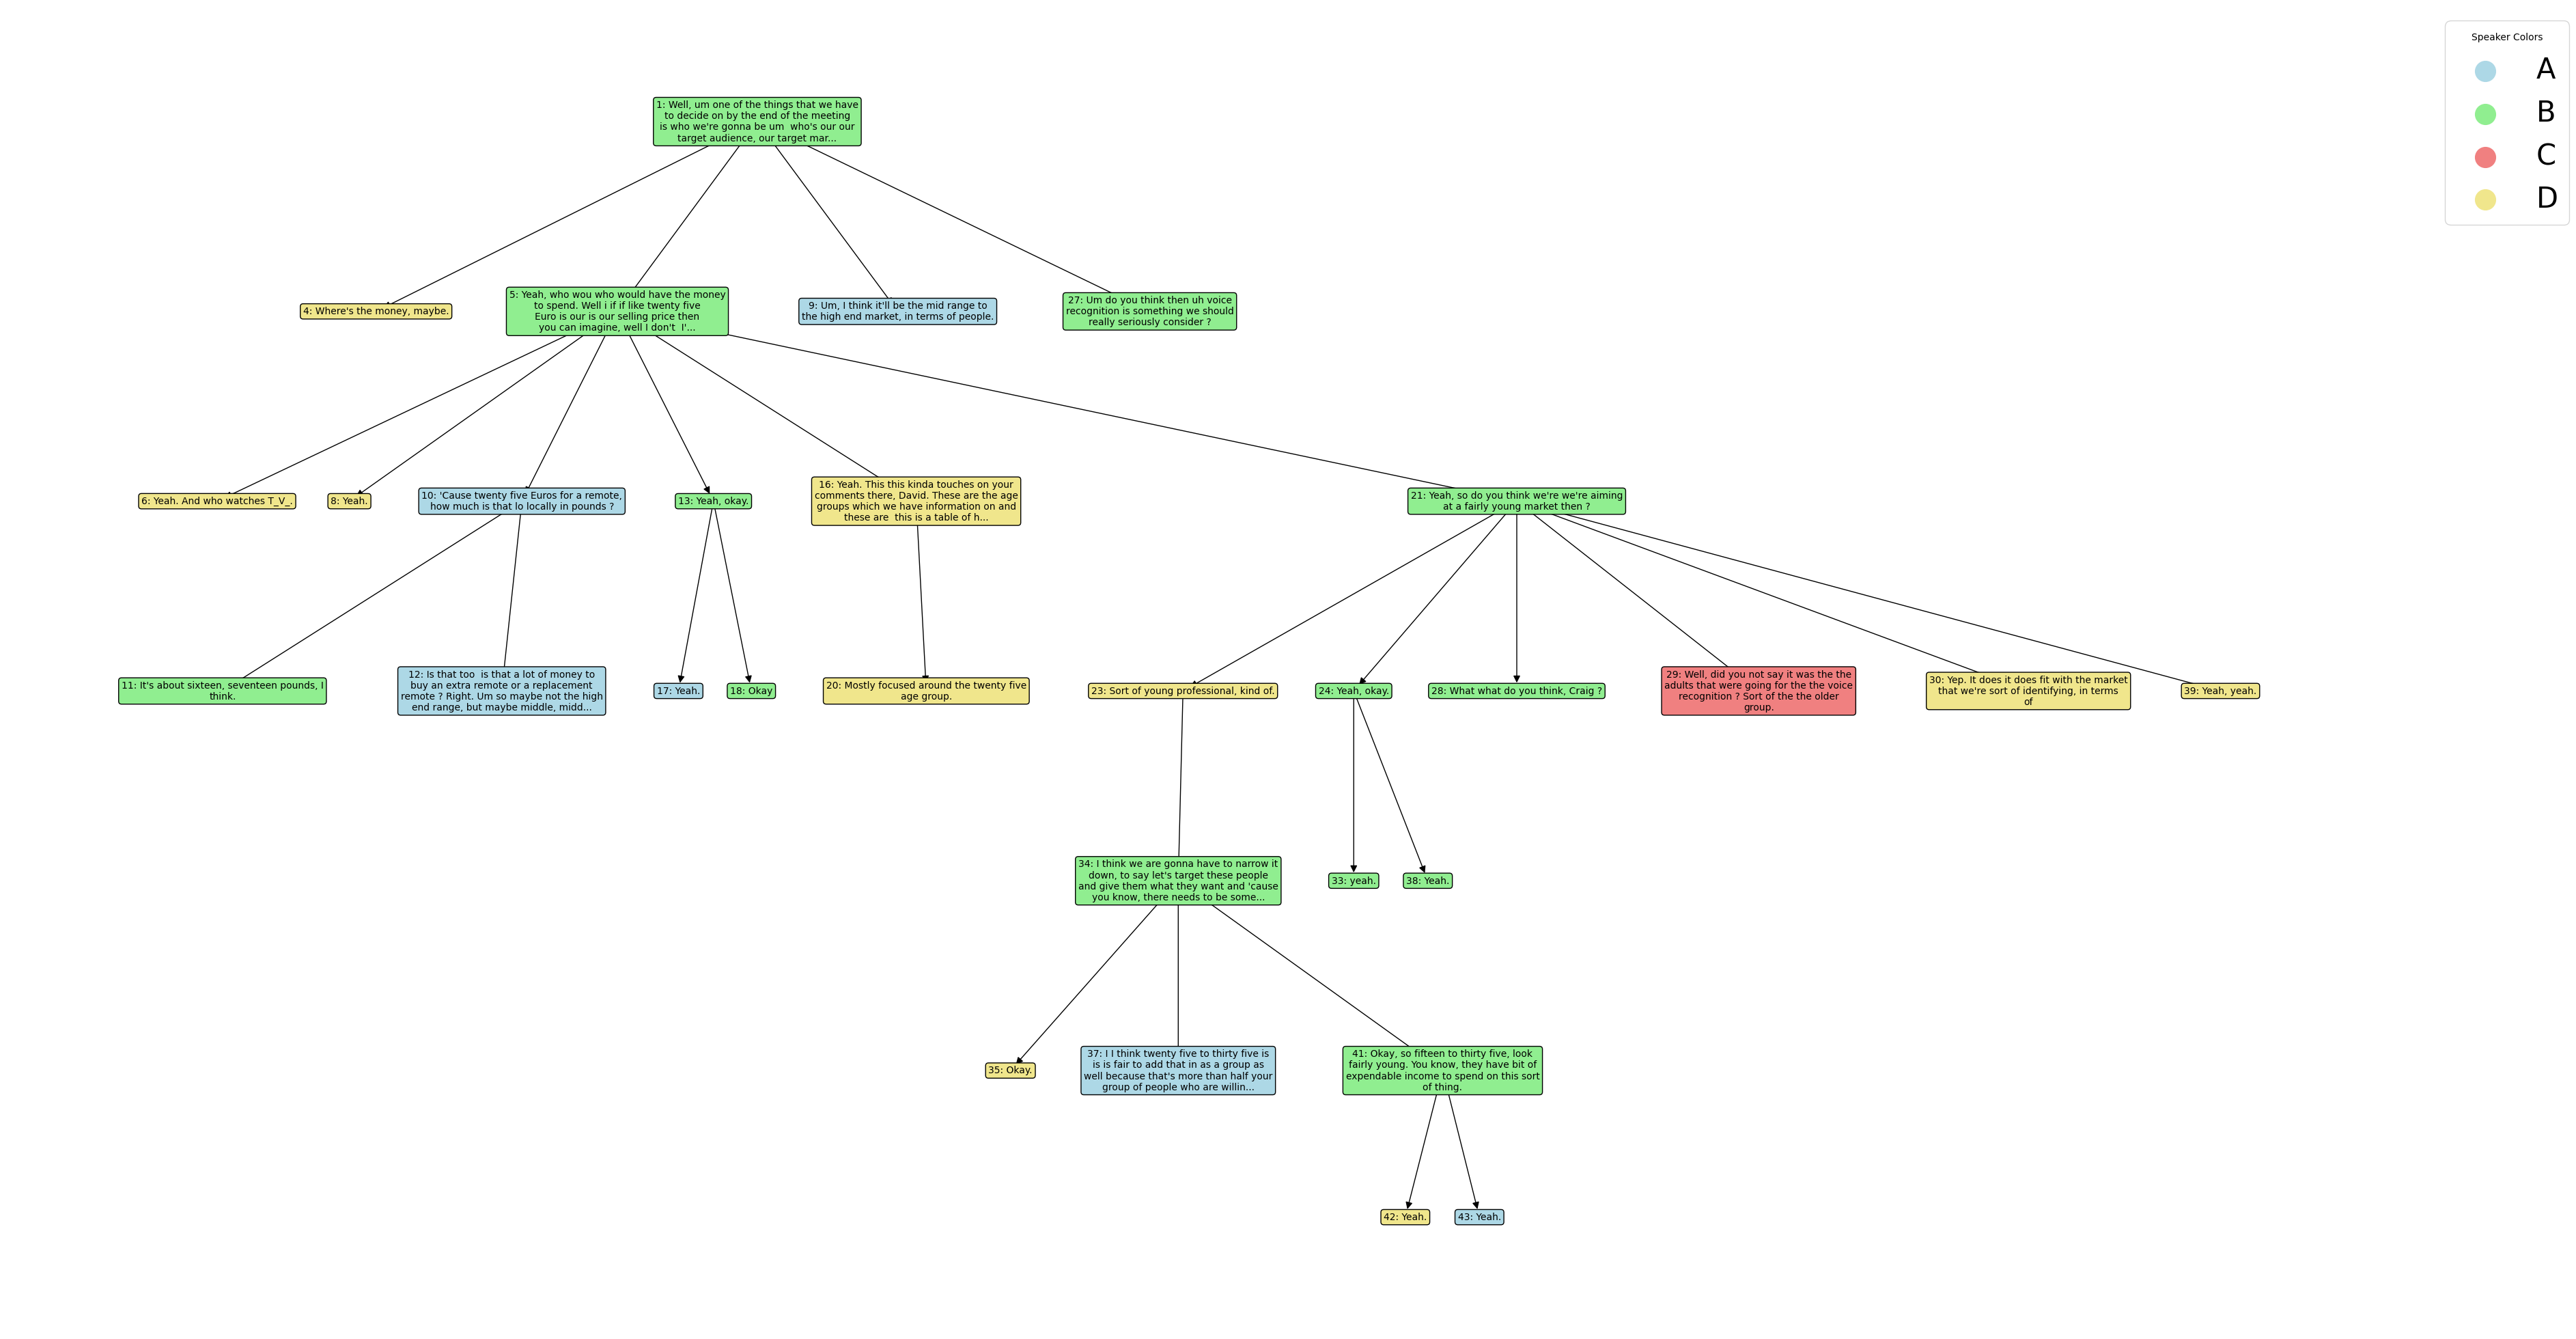 Speaker Colors
A
B
C
D
1: Well, um one of the things that we have
to decide on by the end of the meeting
is who we're gonna be um  who's our our
target audience, our target mar...
4: Where's the money, maybe.
5: Yeah, who wou who would have the money
to spend. Well i if if like twenty five
Euro is our is our selling price then
you can imagine, well I don't  I'...
9: Um, I think it'll be the mid range to
the high end market, in terms of people.
27: Um do you think then uh voice
recognition is something we should
really seriously consider ?
6: Yeah. And who watches T_V_.
8: Yeah.
10: 'Cause twenty five Euros for a remote,
how much is that lo locally in pounds ?
13: Yeah, okay.
16: Yeah. This this kinda touches on your
comments there, David. These are the age
groups which we have information on and
these are  this is a table of h...
21: Yeah, so do you think we're we're aiming
at a fairly young market then ?
11: It's about sixteen, seventeen pounds, I
think.
12: Is that too  is that a lot of money to
buy an extra remote or a replacement
remote ? Right. Um so maybe not the high
end range, but maybe middle, midd...
17: Yeah.
18: Okay
20: Mostly focused around the twenty five
age group.
23: Sort of young professional, kind of.
24: Yeah, okay.
28: What what do you think, Craig ?
29: Well, did you not say it was the the
adults that were going for the the voice
recognition ? Sort of the the older
group.
30: Yep. It does it does fit with the market
that we're sort of identifying, in terms
of
39: Yeah, yeah.
34: I think we are gonna have to narrow it
down, to say let's target these people
and give them what they want and 'cause
you know, there needs to be some...
33: yeah.
38: Yeah.
35: Okay.
37: I I think twenty five to thirty five is
is is fair to add that in as a group as
well because that's more than half your
group of people who are willin...
41: Okay, so fifteen to thirty five, look
fairly young. You know, they have bit of
expendable income to spend on this sort
of thing.
42: Yeah.
43: Yeah.